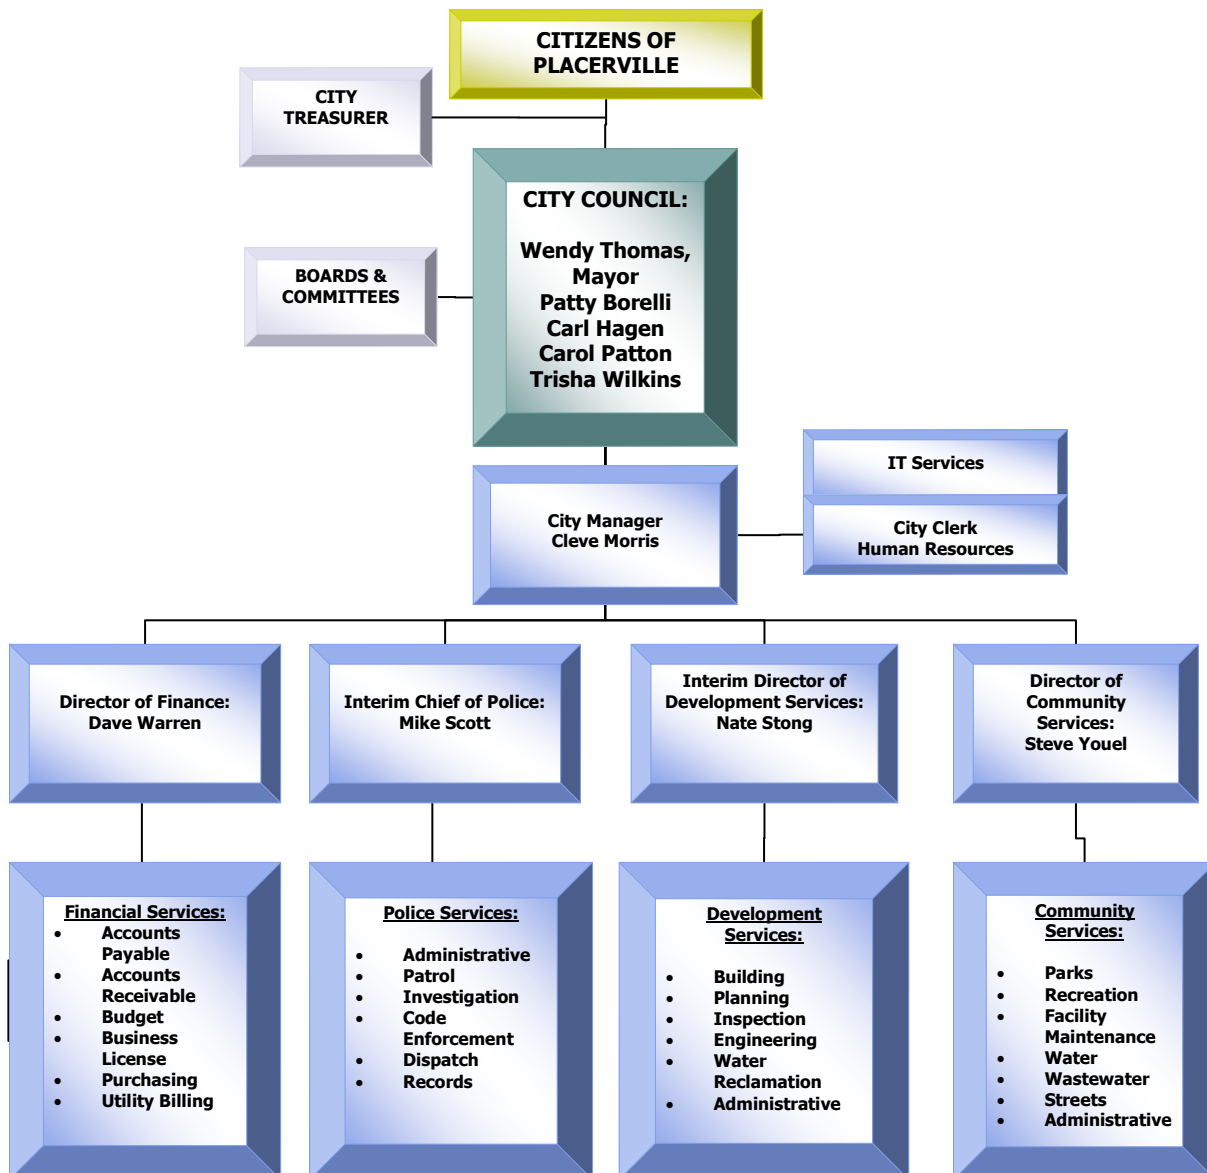 CITIZENS OF
PLACERVILLE
CITY
TREASURER
CITY COUNCIL:
Wendy Thomas,
Mayor
Patty Borelli
Carl Hagen
Carol Patton
Trisha Wilkins
BOARDS &
COMMITTEES
IT Services
City Clerk
Human Resources
City Manager
Cleve Morris
Director of Finance:
Dave Warren
Interim Chief of Police:
Mike Scott
Interim Director of
Development Services:
Nate Stong
Director of
Community
Services:
Steve Youel
Financial Services:
• Accounts
Payable
• Accounts
Receivable
• Budget
• Business
License
• Purchasing
• Utility Billing
Police Services:
• Administrative
• Patrol
• Investigation
• Code
Enforcement
• Dispatch
• Records
Development
Services:
• Building
• Planning
• Inspection
• Engineering
• Water
Reclamation
• Administrative
Community
Services:
• Parks
• Recreation
• Facility
Maintenance
• Water
• Wastewater
• Streets
• Administrative